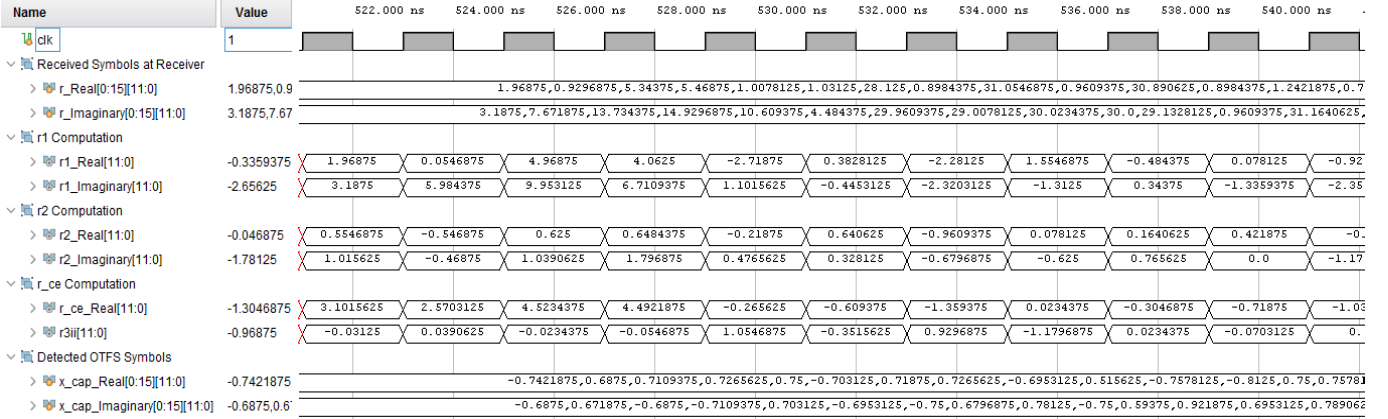 Name Value 522.000 ns 524.000 ns 526.000 ns 528.000 ns 530.000 ns 532.000 ns 534.000 ns 536.000 ns 538.000 ns 540.000 ns
clk 1
Received Symbols at Receiver
r_Real[0:15][11:0] 1.96875,0.9 1.96875,0.9296875,5.34375,5.46875,1.0078125,1.03125,28.125,0.8984375,31.0546875,0.9609375,30.890625,0.8984375,1.2421875,0.7
r_Imaginary[0:15][11:0] 3.1875,7.67 3.1875,7.671875,13.734375,14.9296875,10.609375,4.484375,29.9609375,29.0078125,30.0234375,30.0,29.1328125,0.9609375,31.1640625,
r1 Computation
r1_Real[11:0] -0.3359375 1.96875 0.0546875 4.96875 4.0625 -2.71875 0.3828125 -2.28125 1.5546875 -0.484375 0.078125 -0.92
r1_Imaginary[11:0] -2.65625 3.1875 5.984375 9.953125 6.7109375 1.1015625 -0.4453125 -2.3203125 -1.3125 0.34375 -1.3359375 -2.35
r2 Computation
r2_Real[11:0] -0.046875 0.5546875 -0.546875 0.625 0.6484375 -0.21875 0.640625 -0.9609375 0.078125 0.1640625 0.421875 -0.
r2_Imaginary[11:0] -1.78125 1.015625 -0.46875 1.0390625 1.796875 0.4765625 0.328125 -0.6796875 -0.625 0.765625 0.0 -1.17
r_ce Computation
r_ce_Real[11:0] -1.3046875 3.1015625 2.5703125 4.5234375 4.4921875 -0.265625 -0.609375 -1.359375 0.0234375 -0.3046875 -0.71875 -1.03
r3ii[11:0] -0.96875 -0.03125 0.0390625 -0.0234375 -0.0546875 1.0546875 -0.3515625 0.9296875 -1.1796875 0.0234375 -0.0703125 0.
Detected OTFS Symbols
x_cap_Real[0:15][11:0] -0.7421875 -0.7421875,0.6875,0.7109375,0.7265625,0.75,-0.703125,0.71875,0.7265625,-0.6953125,0.515625,-0.7578125,-0.8125,0.75,0.75781
x_cap_Imaginary[0:15][11:0] -0.6875,0.6 -0.6875,0.671875,-0.6875,-0.7109375,0.703125,-0.6953125,-0.75,0.6796875,0.78125,-0.75,0.59375,0.921875,0.6953125,0.789062